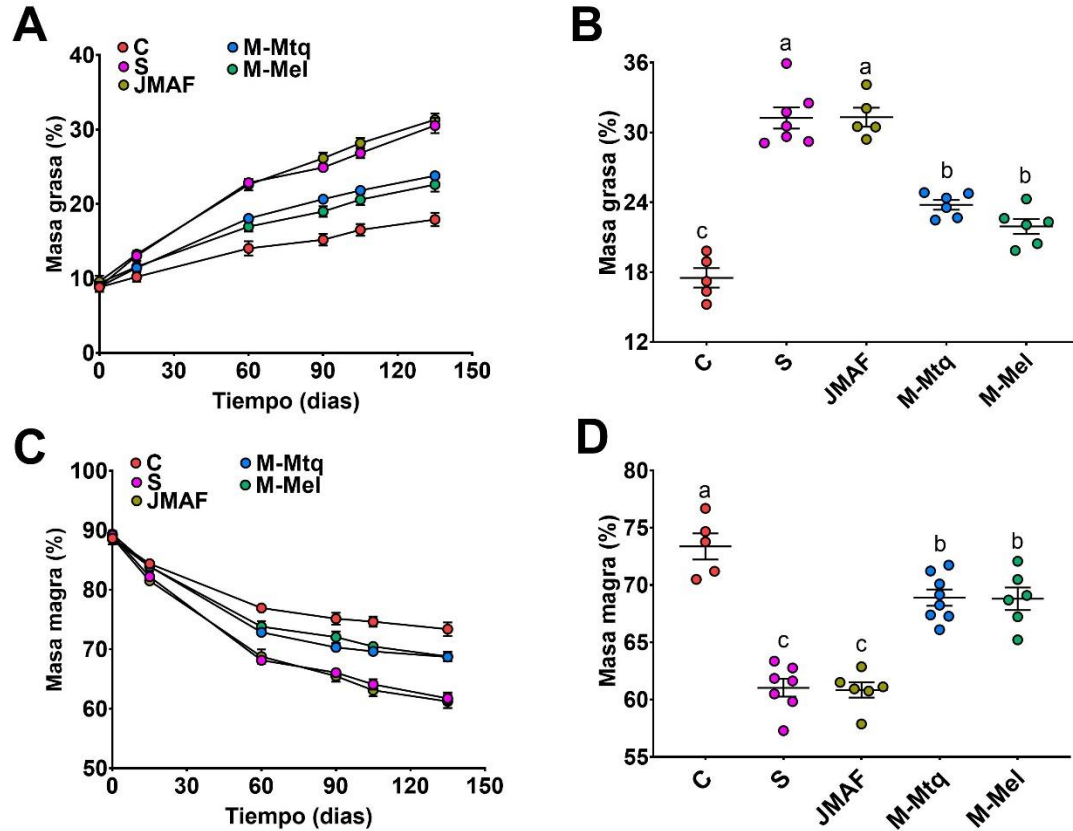 A
C
S
JMAF
M-Mtq
M-Mel
Masa grasa (%)
40
30
20
10
0
0 30 60 90 120 150
Tiempo (dias)
B
Masa grasa (%)
36
30
24
18
12
c
a
a
b
b
C S JMAF M-Mtq M-Mel
C
C
S
JMAF
M-Mtq
M-Mel
Masa magra (%)
100
90
80
70
60
50
0 30 60 90 120 150
Tiempo (dias)
D
Masa magra (%)
80
75
70
65
60
55
a
c
c
b
b
C S JMAF M-Mtq M-Mel